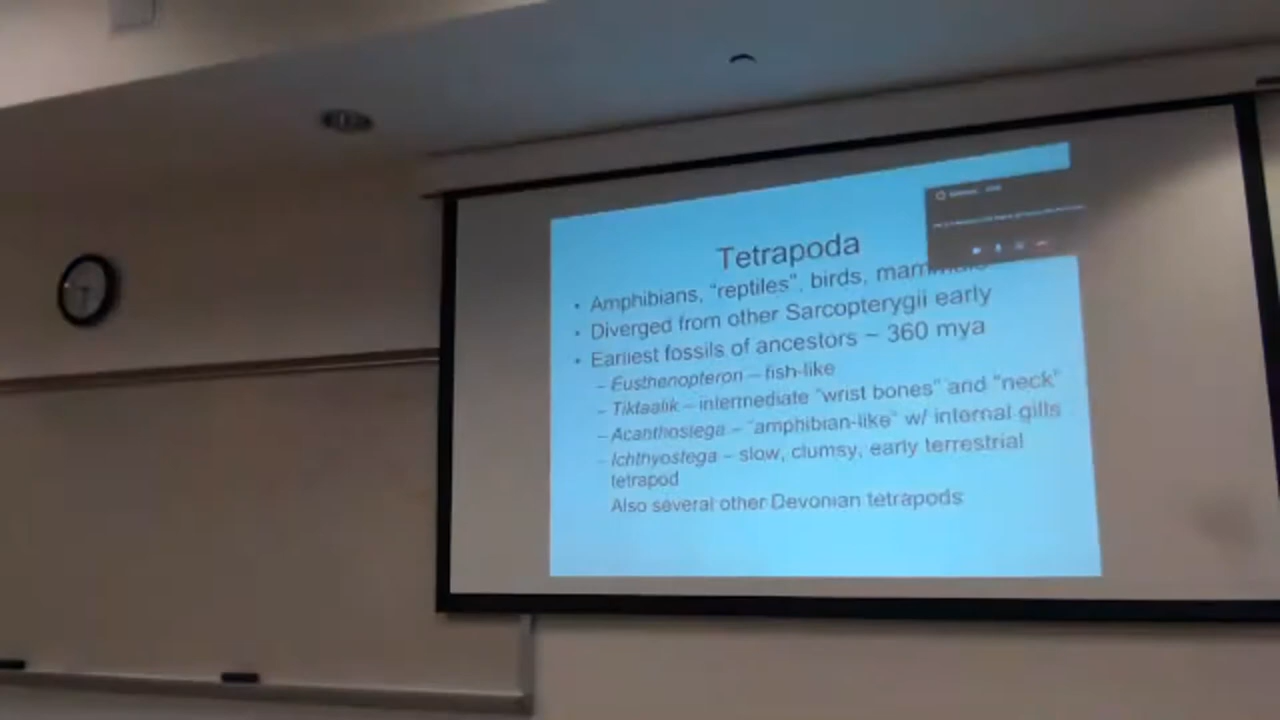 Tetrapoda
• Amphibians, "reptiles", birds, mammals
• Diverged from other Sarcopterygii early
• Earliest fossils of ancestors ~ 360 mya
– Eusthenopteron – fish-like
– Tiktaalik – intermediate "wrist bones" and "neck"
– Acanthostega – "amphibian-like" w/ internal gills
– Ichthyostega – slow, clumsy, early terrestrial
tetrapod
Also several other Devonian tetrapods